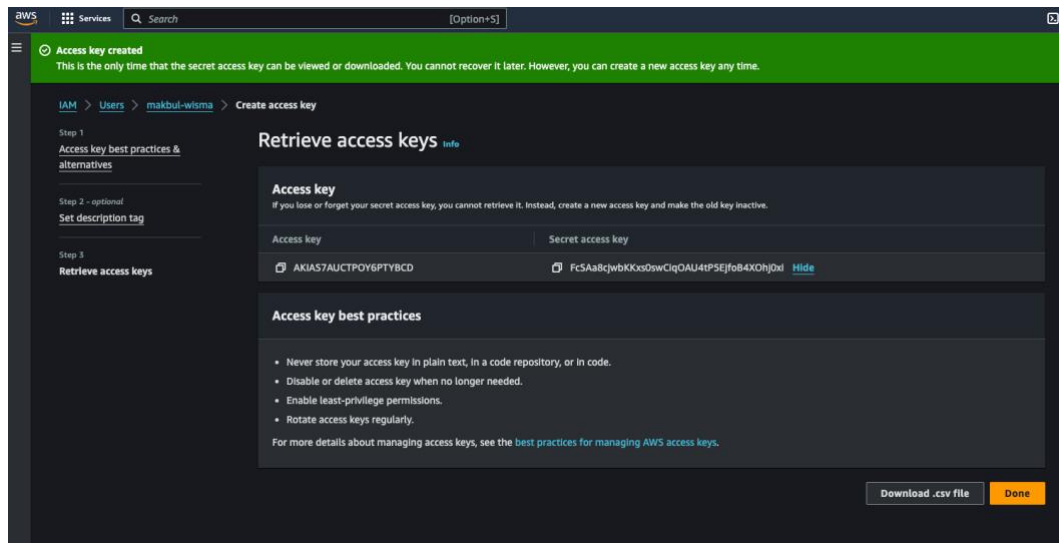 aws
Services
Search
[Option+S]
Access key created
This is the only time that the secret access key can be viewed or downloaded. You cannot recover it later. However, you can create a new access key any time.
IAM > Users > makbul-wisma > Create access key
Step 1
Access key best practices &
alternatives
Step 2 - optional
Set description tag
Step 3
Retrieve access keys
Retrieve access keys Info
Access key
If you lose or forget your secret access key, you cannot retrieve it. Instead, create a new access key and make the old key inactive.
Access key Secret access key
AKIAS7AUCTPOY6PTYBCD Hide
Access key best practices
• Never store your access key in plain text, in a code repository, or in code.
• Disable or delete access key when no longer needed.
• Enable least-privilege permissions.
• Rotate access keys regularly.
For more details about managing access keys, see the best practices for managing AWS access keys.
Download .csv file Done